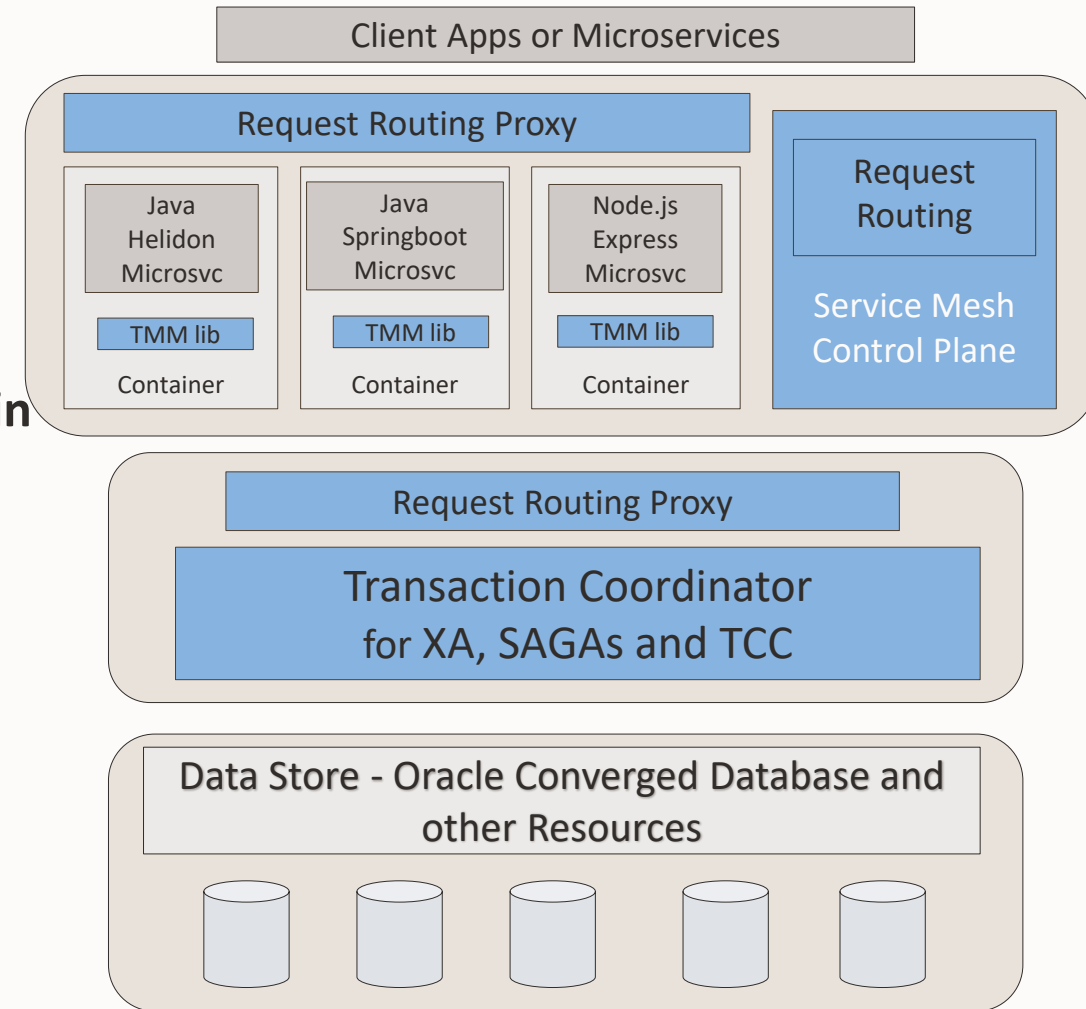 Client Apps or Microservices
Request Routing Proxy
Java
Helidon
Microsvc
TMM lib
Container
Java
Springboot
Microsvc
TMM lib
Container
Node.js
Express
Microsvc
TMM lib
Container
Request
Routing
Service Mesh
Control Plane
in
Request Routing Proxy
Transaction Coordinator
for XA, SAGAs and TCC
Data Store - Oracle Converged Database and
other Resources